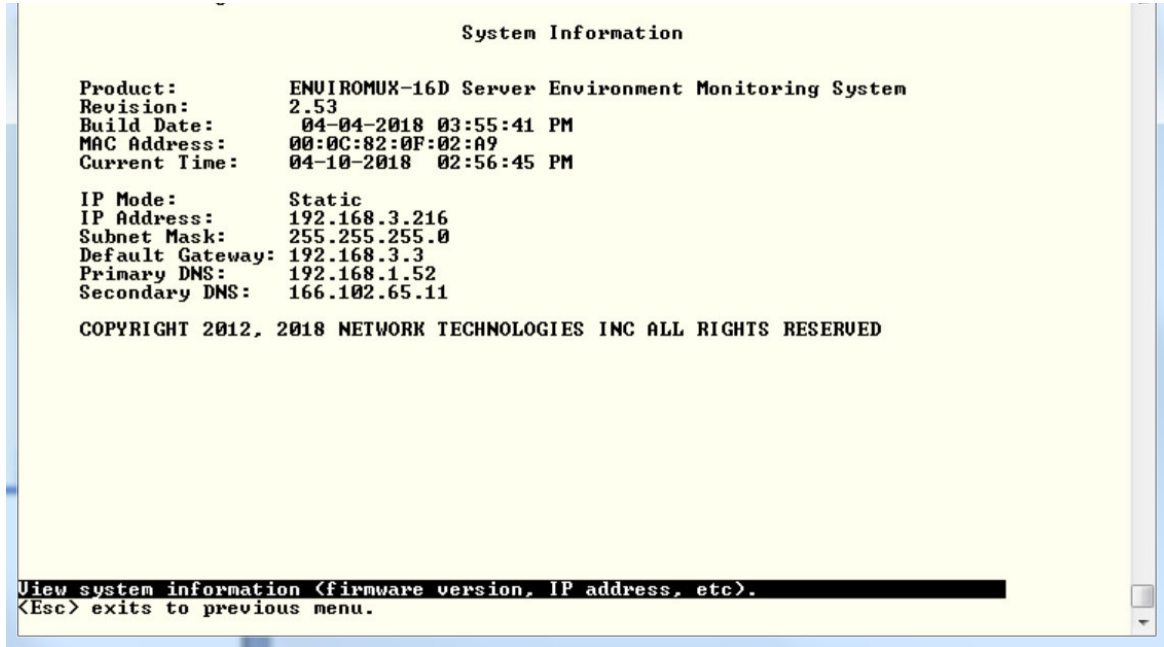 System Information
Product: ENVIROMUX-16D Server Environment Monitoring System
Revision: 2.53
Build Date: 04-04-2018 03:55:41 PM
MAC Address: 00:0C:82:0F:02:A9
Current Time: 04-10-2018 02:56:45 PM
IP Mode: Static
IP Address: 192.168.3.216
Subnet Mask: 255.255.255.0
Default Gateway: 192.168.3.3
Primary DNS: 192.168.1.52
Secondary DNS: 166.102.65.11
COPYRIGHT 2012, 2018 NETWORK TECHNOLOGIES INC ALL RIGHTS RESERVED
View system information (firmware version, IP address, etc).
<Esc> exits to previous menu.